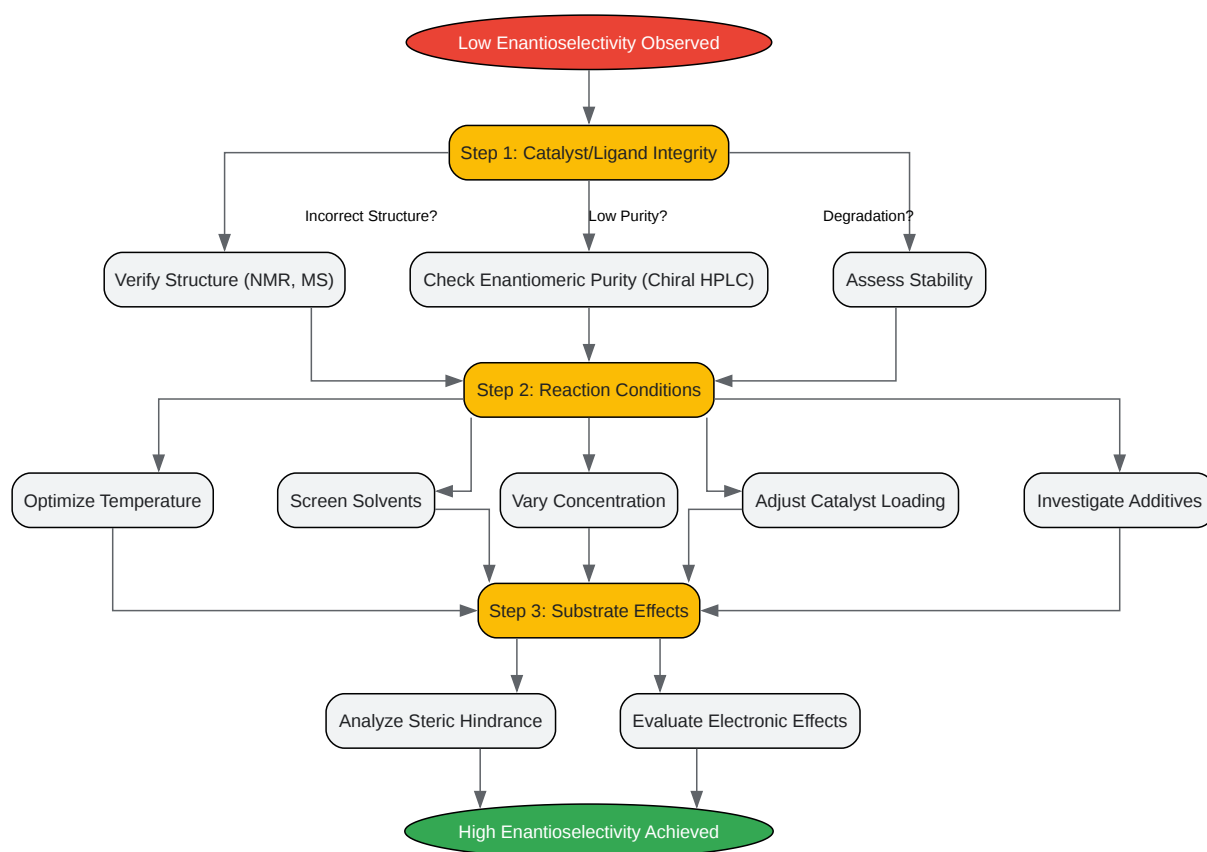 Low Enantioselectivity Observed
Step 1: Catalyst/Ligand Integrity
Incorrect Structure?
Low Purity?
Degradation?
Verify Structure (NMR, MS)
Check Enantiomeric Purity (Chiral HPLC)
Assess Stability
Step 2: Reaction Conditions
Optimize Temperature
Screen Solvents
Vary Concentration
Adjust Catalyst Loading
Investigate Additives
Step 3: Substrate Effects
Analyze Steric Hindrance
Evaluate Electronic Effects
High Enantioselectivity Achieved